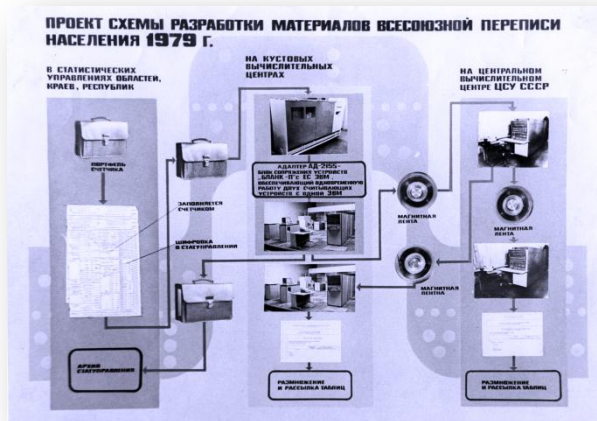 ПРОЕКТ СХЕМЫ РАЗРАБОТКИ МАТЕРИАЛОВ ВСЕСОЮЗНОЙ ПЕРЕПИСИ
НАСЕЛЕНИЯ 1979 Г.
В СТАТИСТИЧЕСКИХ
УПРАВЛЕНИЯХ ОБЛАСТЕЙ,
КРАЕВ, РЕСПУБЛИК
ПОРТФЕЛЬ
СЧЕТЧИКА
ЗАПОЛНЯЕТСЯ
СЧЕТЧИКОМ
ШИФРОВКА
В СТАТУПРАВЛЕНИИ
АРХИВ
СТАТУПРАВЛЕНИЯ
НА КУСТОВЫХ
ВЫЧИСЛИТЕЛЬНЫХ
ЦЕНТРАХ
АДАПТЕР АД-2155-
БЛОК СОПРЯЖЕНИЯ УСТРОЙСТВ
„БЛАНК-П"С ЕС ЭВМ,
ОБЕСПЕЧИВАЮЩИЙ ОДНОВРЕМЕННУЮ
РАБОТУ ДВУХ СЧИТЫВАЮЩИХ
УСТРОЙСТВ С ОДНОЙ ЭВМ
МАГНИТНАЯ
ЛЕНТА
МАГНИТНАЯ
ЛЕНТА
РАЗМНОЖЕНИЕ
И РАССЫЛКА ТАБЛИЦ
НА ЦЕНТРАЛЬНОМ
ВЫЧИСЛИТЕЛЬНОМ
ЦЕНТРЕ ЦСУ СССР
МАГНИТНАЯ
ЛЕНТА
РАЗМНОЖЕНИЕ
И РАССЫЛКА ТАБЛИЦ